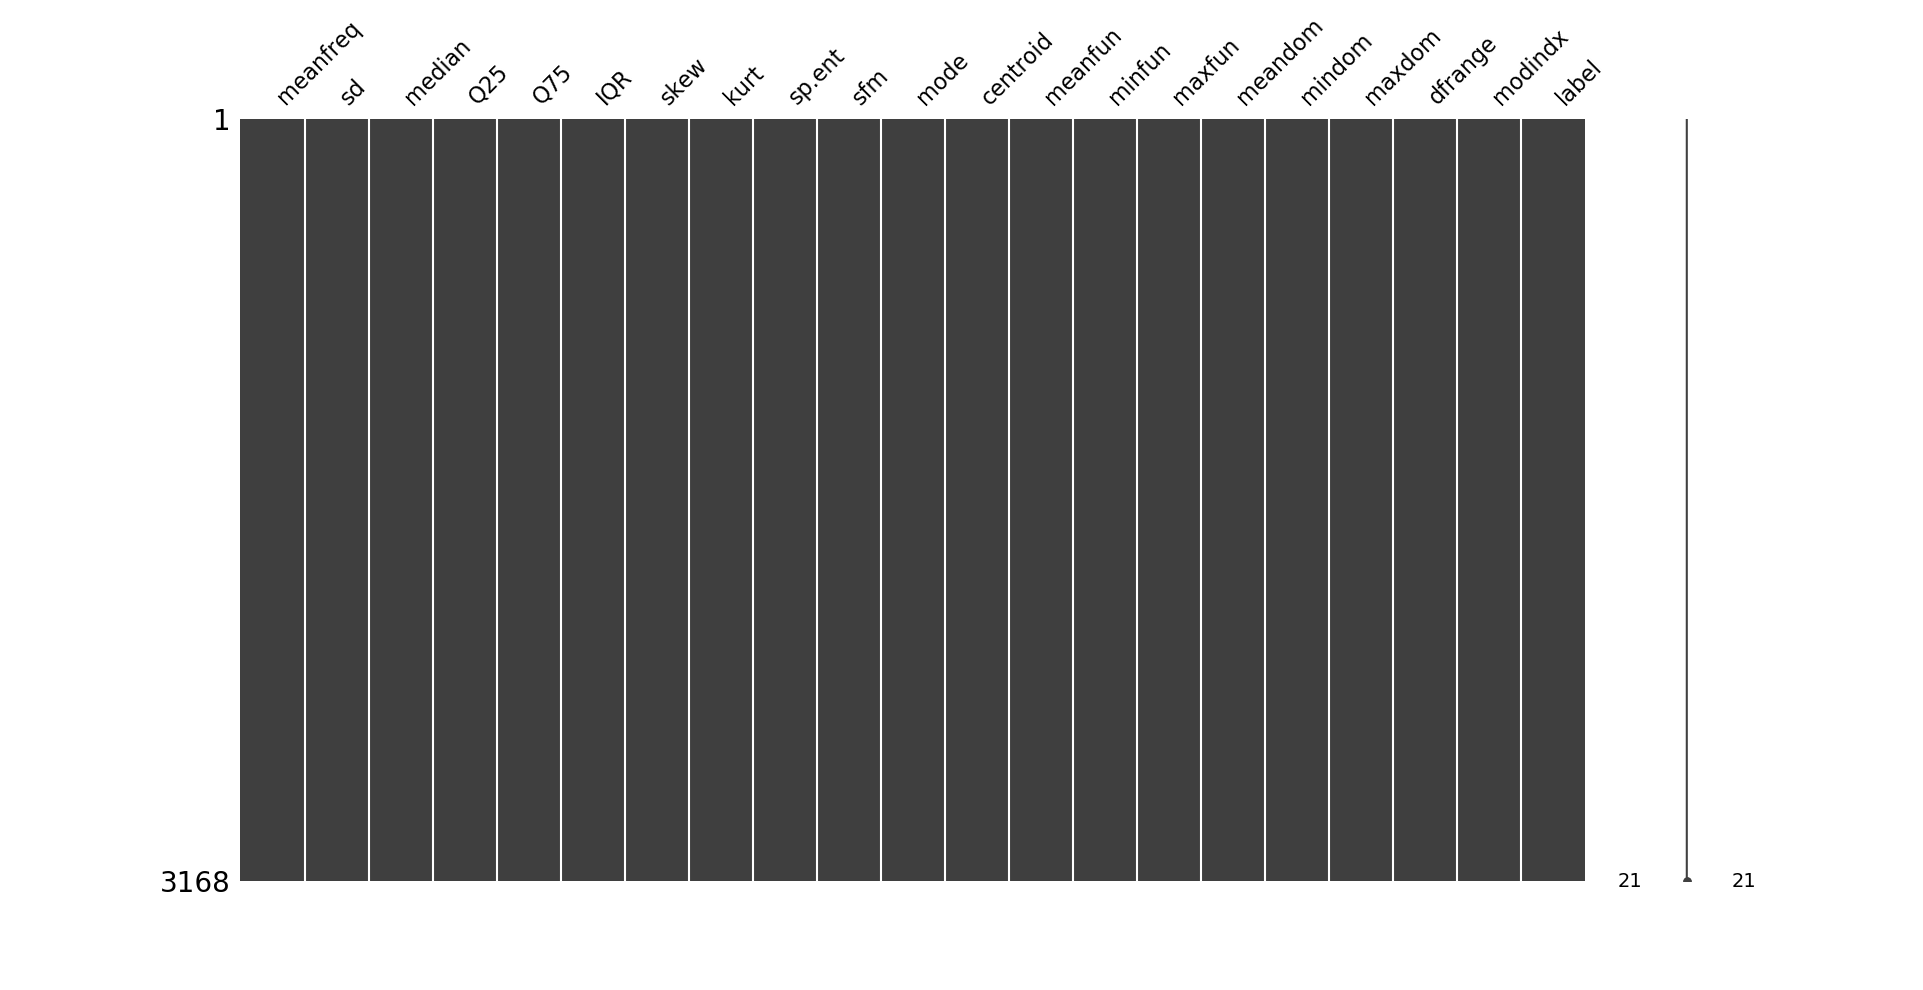 meanfreq sd median Q25 Q75 IQR skew kurt sp.ent sfm mode centroid meanfun minfun maxfun meandom mindom maxdom dfrange modindx label
1
3168 21 21